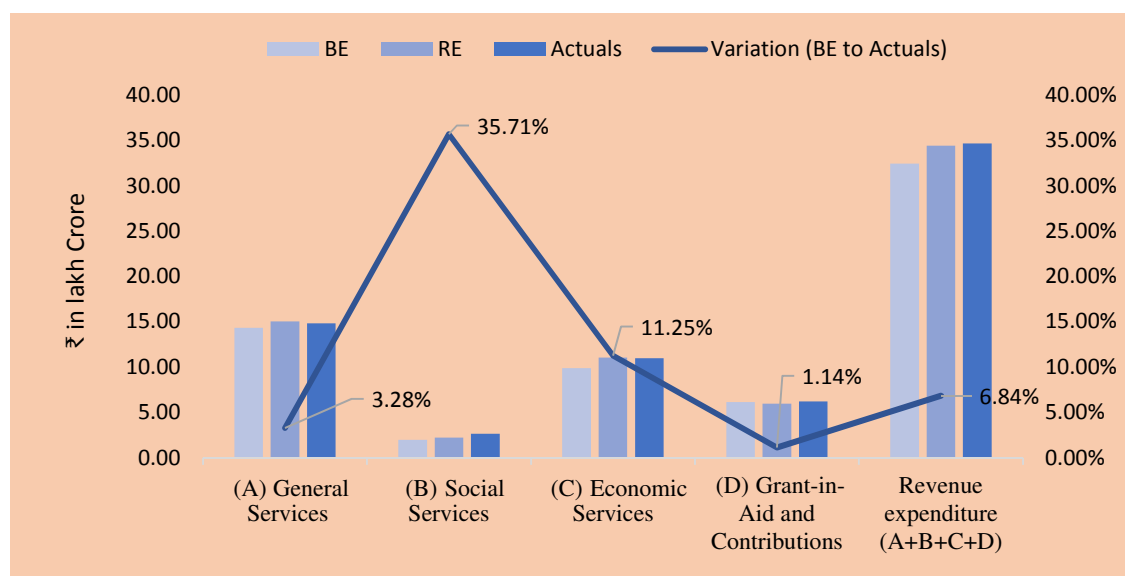 BE RE Actuals Variation (BE to Actuals)
40.00 40.00%
35.00 35.00%
30.00 30.00%
25.00 25.00%
20.00 20.00%
15.00 15.00%
10.00 10.00%
5.00 5.00%
0.00 0.00%
₹ in lakh Crore
3.28%
35.71%
11.25%
1.14%
6.84%
(A) General
Services
(B) Social
Services
(C) Economic
Services
(D) Grant-in-
Aid and
Contributions
Revenue
expenditure
(A+B+C+D)